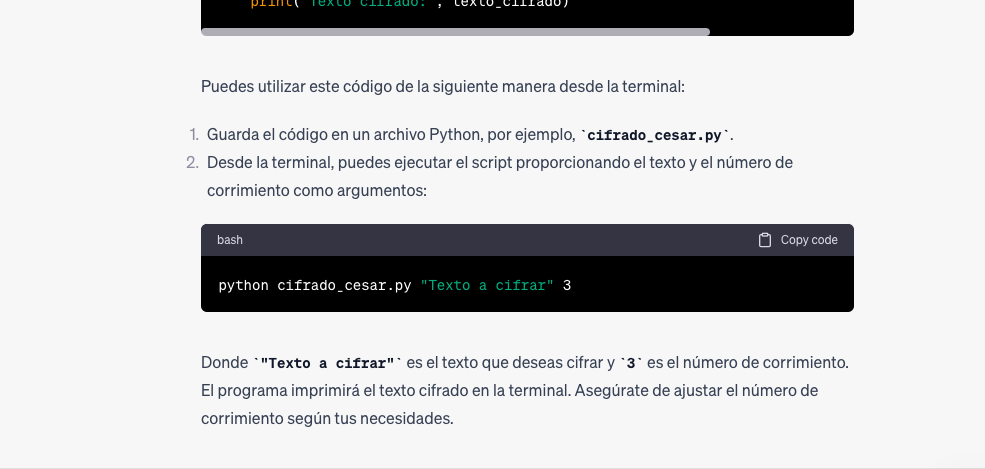 print("Texto cifrado:", texto_cifrado)
Puedes utilizar este código de la siguiente manera desde la terminal:
1. Guarda el código en un archivo Python, por ejemplo, `cifrado_cesar.py`.
2. Desde la terminal, puedes ejecutar el script proporcionando el texto y el número de
corrimiento como argumentos:
bash Copy code
python cifrado_cesar.py "Texto a cifrar" 3
Donde `"Texto a cifrar"` es el texto que deseas cifrar y `3` es el número de corrimiento.
El programa imprimirá el texto cifrado en la terminal. Asegúrate de ajustar el número de
corrimiento según tus necesidades.